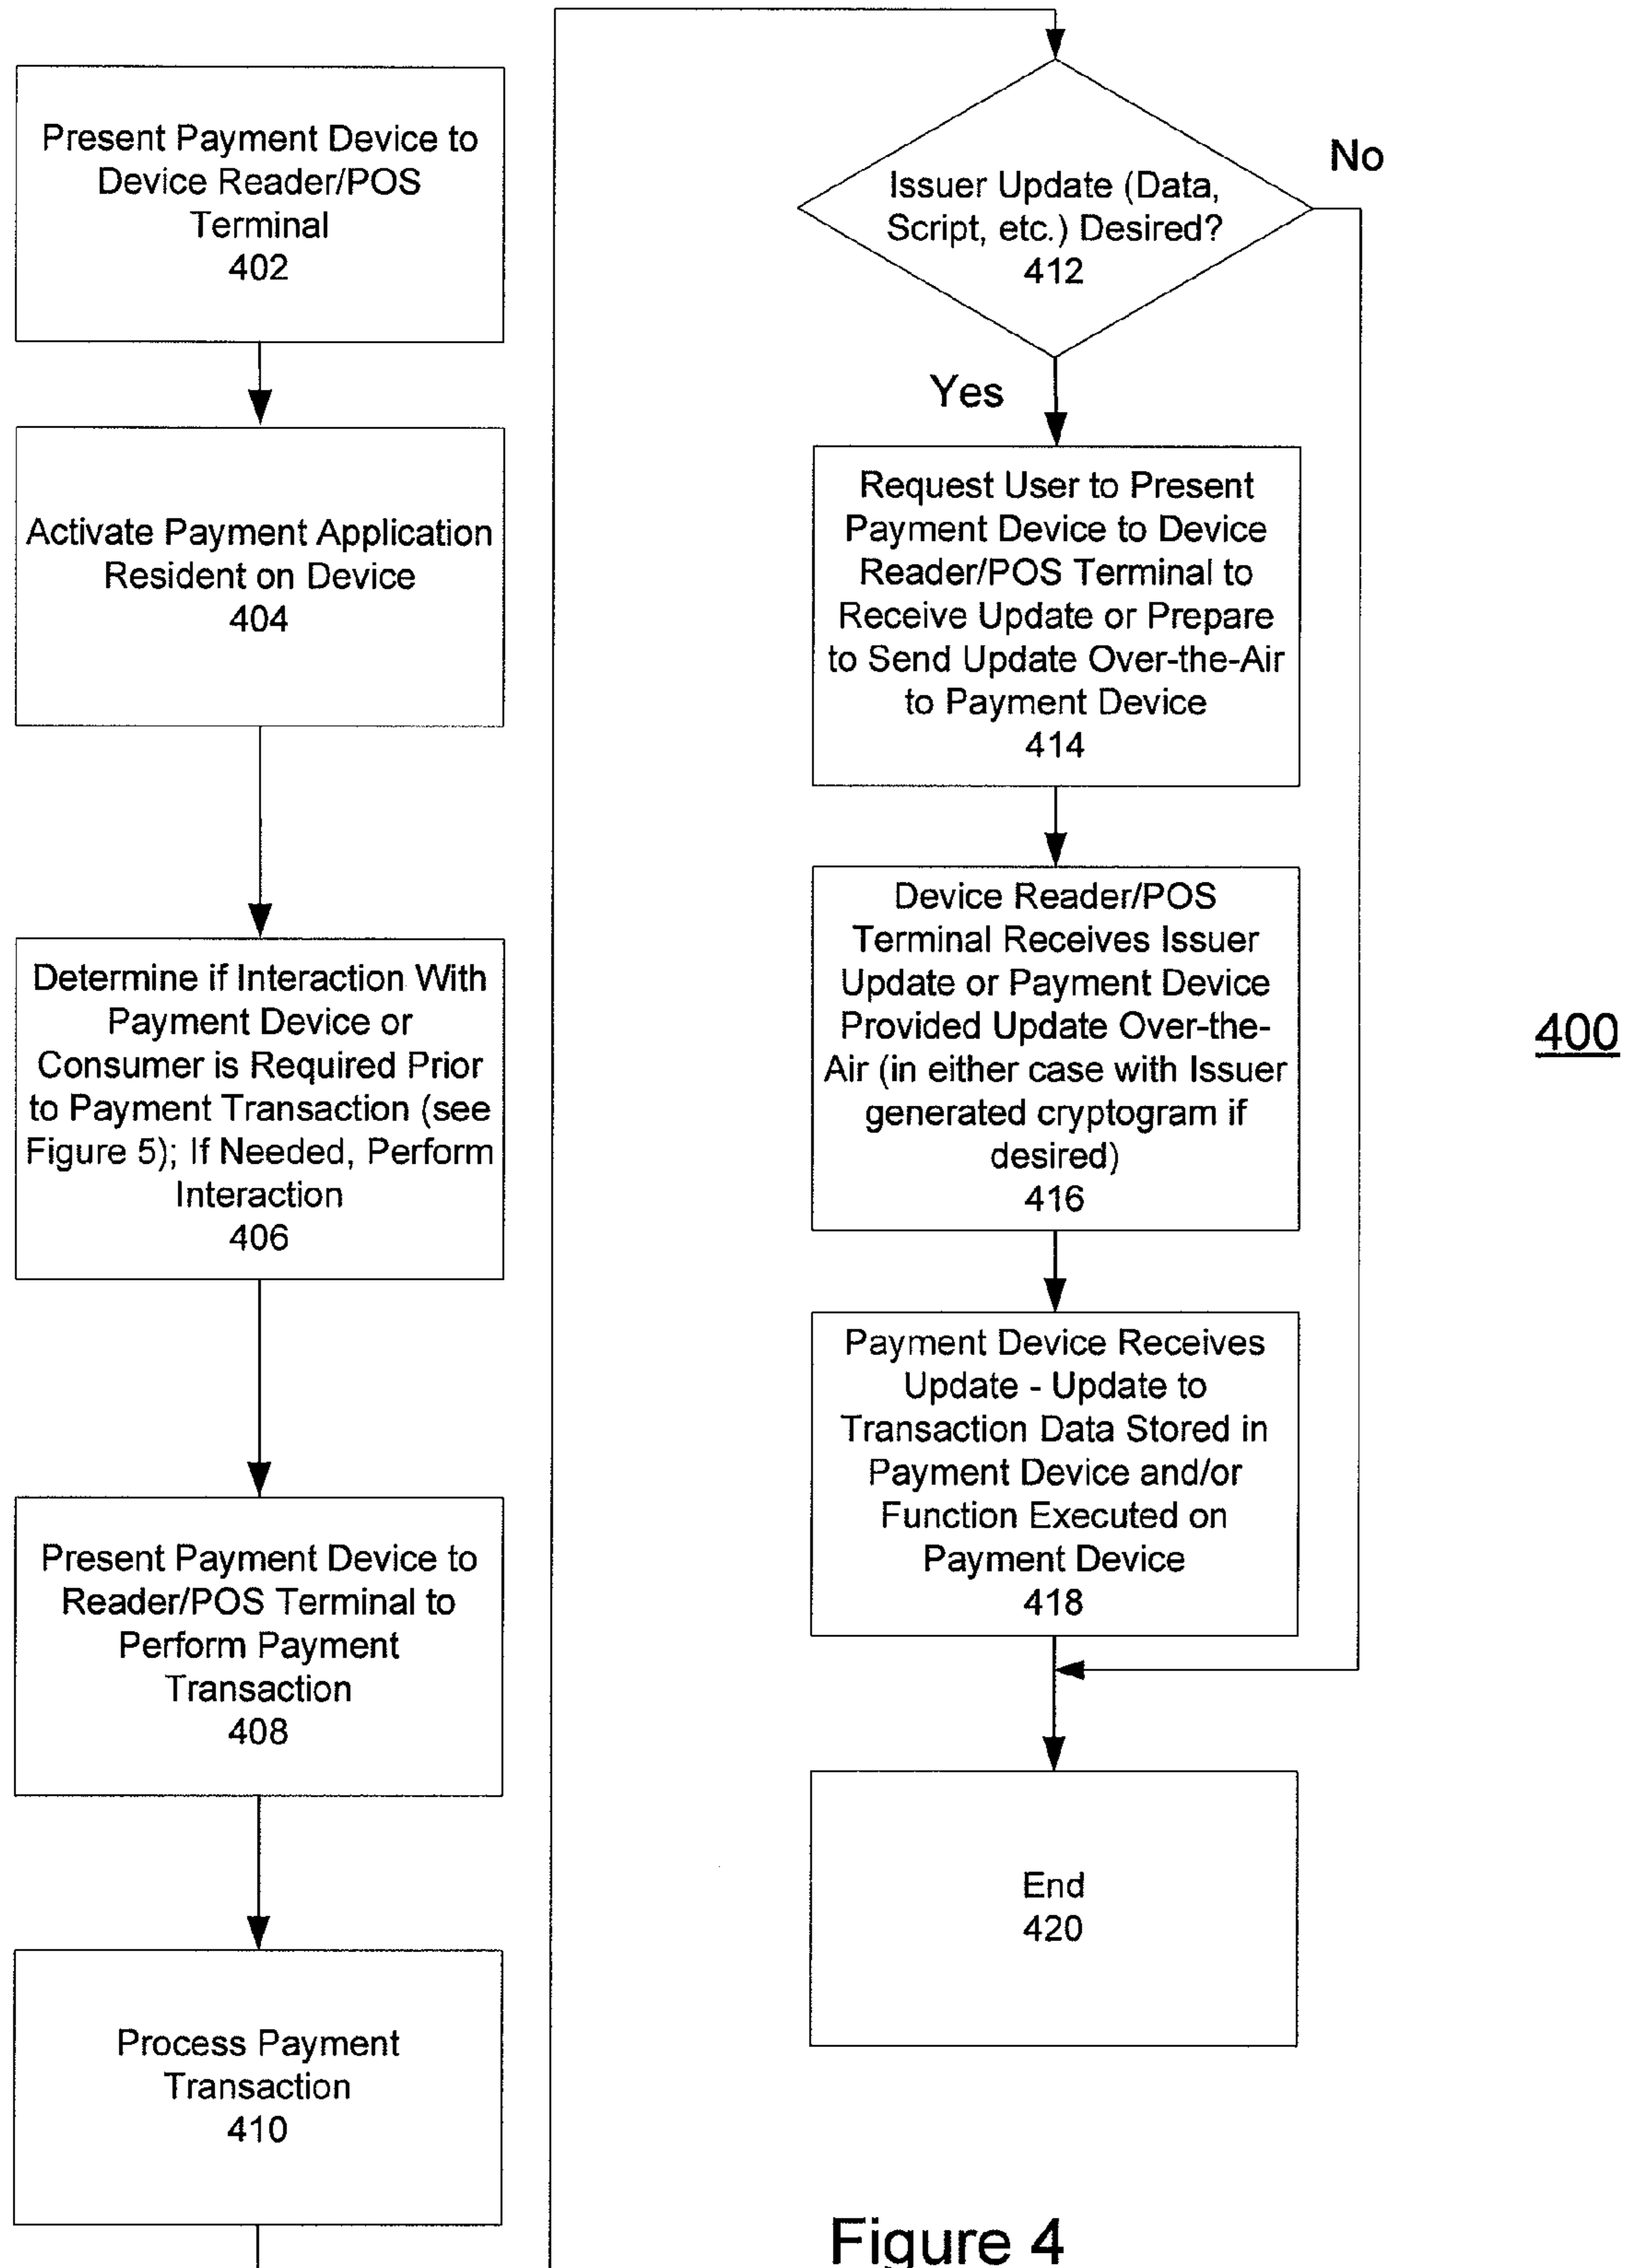 Present Payment Device to
Device Reader/POS
Terminal
402
Activate Payment Application
Resident on Device
404
Determine if Interaction With
Payment Device or
Consumer is Required Prior
to Payment Transaction (see
Figure 5); If Needed, Perform
Interaction
406
Present Payment Device to
Reader/POS Terminal to
Perform Payment
Transaction
408
Process Payment
Transaction
410
Issuer Update (Data,
Script, etc.) Desired?
412
No
Yes
Request User to Present
Payment Device to Device
Reader/POS Terminal to
Receive Update or Prepare
to Send Update Over-the-Air
to Payment Device
414
Device Reader/POS
Terminal Receives Issuer
Update or Payment Device
Provided Update Over-the-
Air (in either case with Issuer
generated cryptogram if
desired)
416
Payment Device Receives
Update - Update to
Transaction Data Stored in
Payment Device and/or
Function Executed on
Payment Device
418
End
420
400
Figure 4